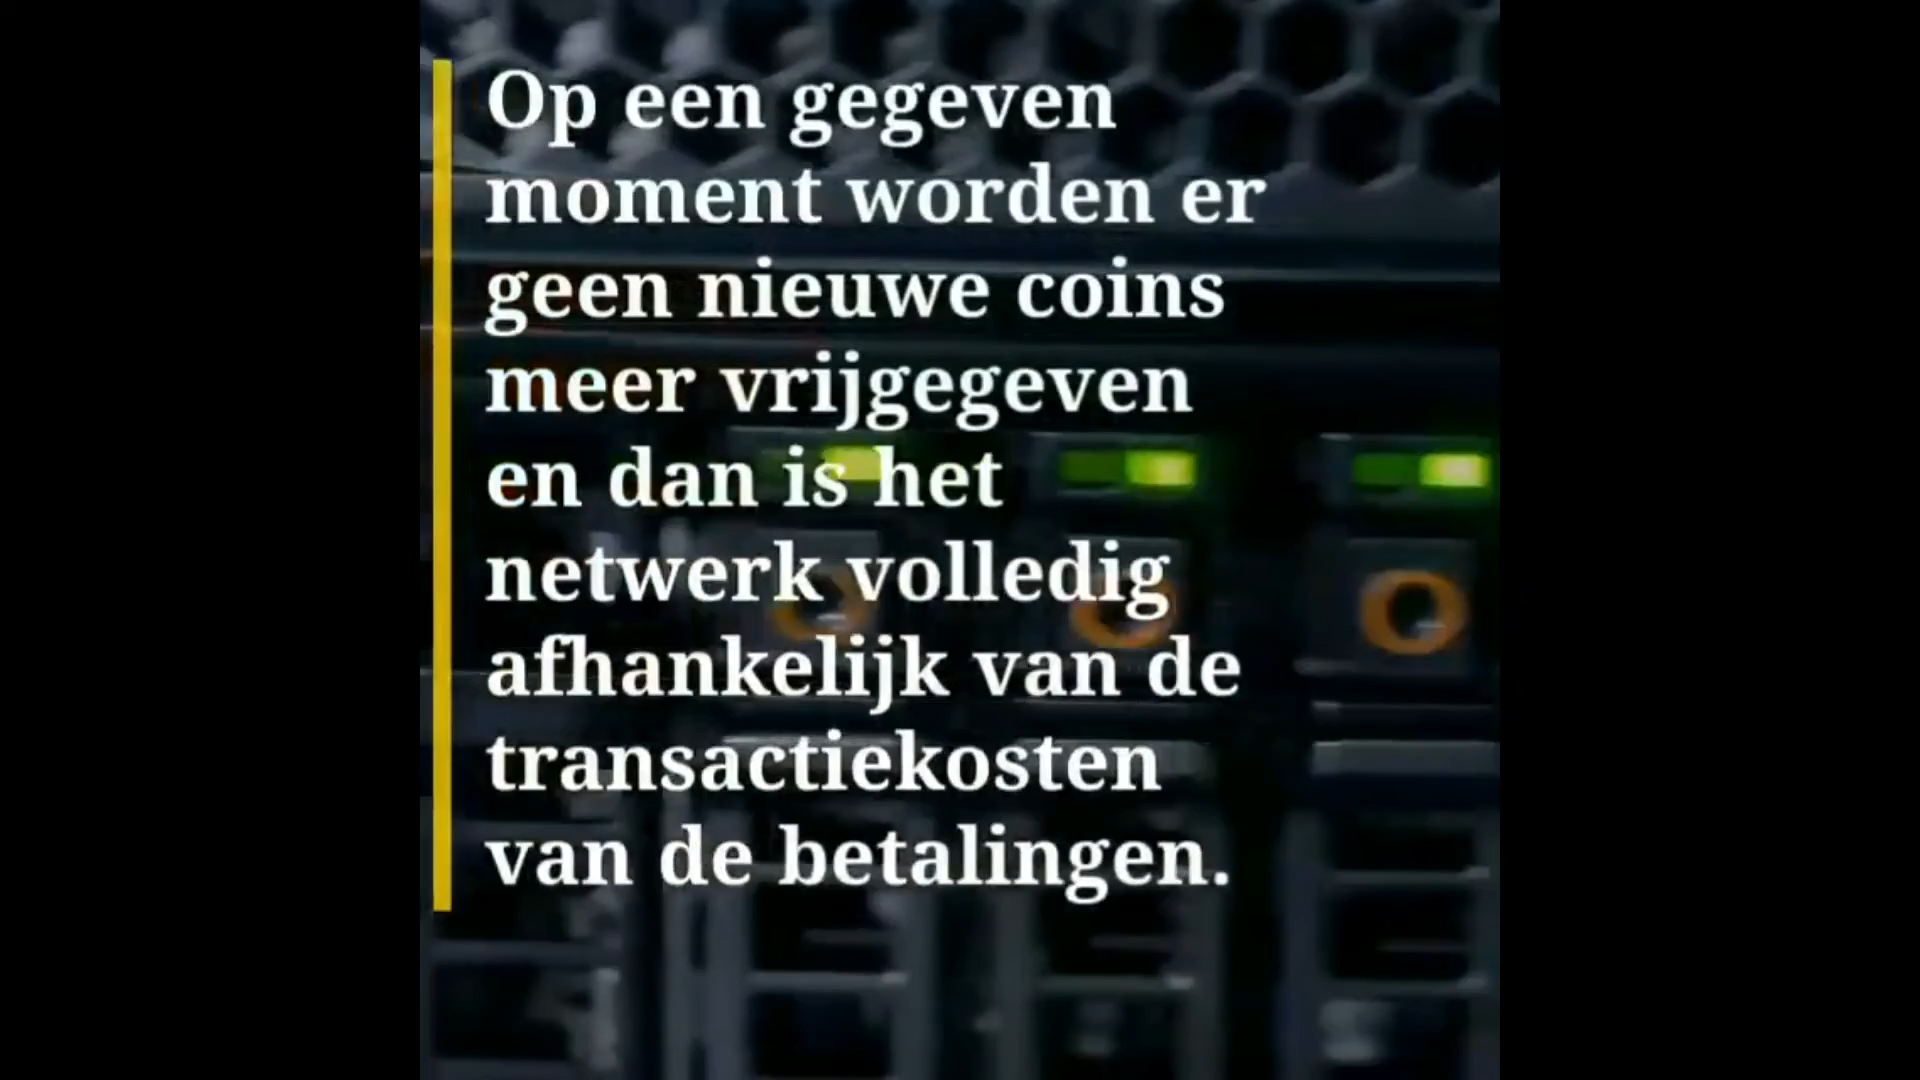 Op een gegeven
moment worden er
geen nieuwe coins
meer vrijgegeven
en dan is het
netwerk volledig
afhankelijk van de
transactiekosten
van de betalingen.